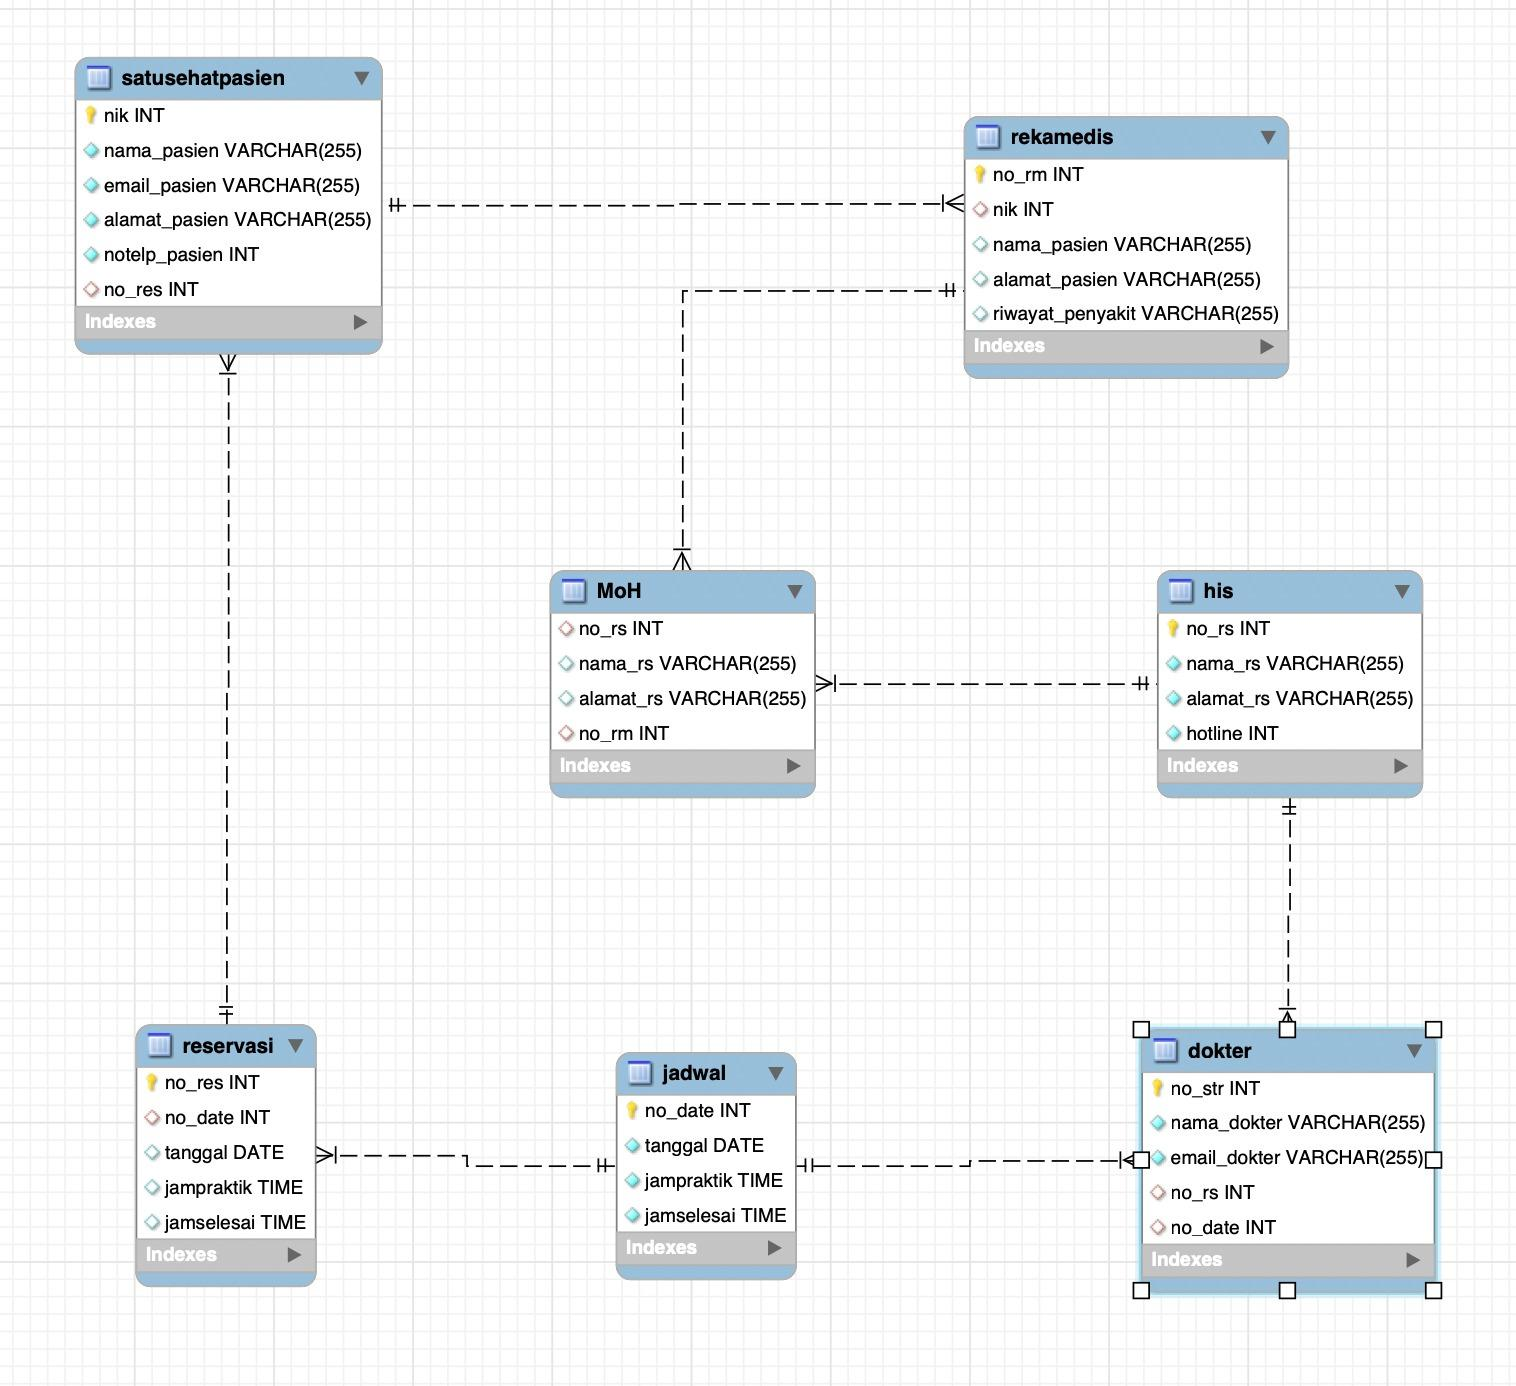 satusehatpasien
nik INT
nama_pasien VARCHAR(255)
email_pasien VARCHAR(255)
alamat_pasien VARCHAR(255)
notelp_pasien INT
no_res INT
Indexes
rekamedis
no_rm INT
nik INT
nama_pasien VARCHAR(255)
alamat_pasien VARCHAR(255)
riwayat_penyakit VARCHAR(255)
Indexes
MoH
no_rs INT
nama_rs VARCHAR(255)
alamat_rs VARCHAR(255)
no_rm INT
Indexes
his
no_rs INT
nama_rs VARCHAR(255)
alamat_rs VARCHAR(255)
hotline INT
Indexes
reservasi
no_res INT
no_date INT
tanggal DATE
jampraktik TIME
jamselesai TIME
Indexes
jadwal
no_date INT
tanggal DATE
jampraktik TIME
jamselesai TIME
Indexes
dokter
no_str INT
nama_dokter VARCHAR(255)
email_dokter VARCHAR(255)
no_rs INT
no_date INT
Indexes